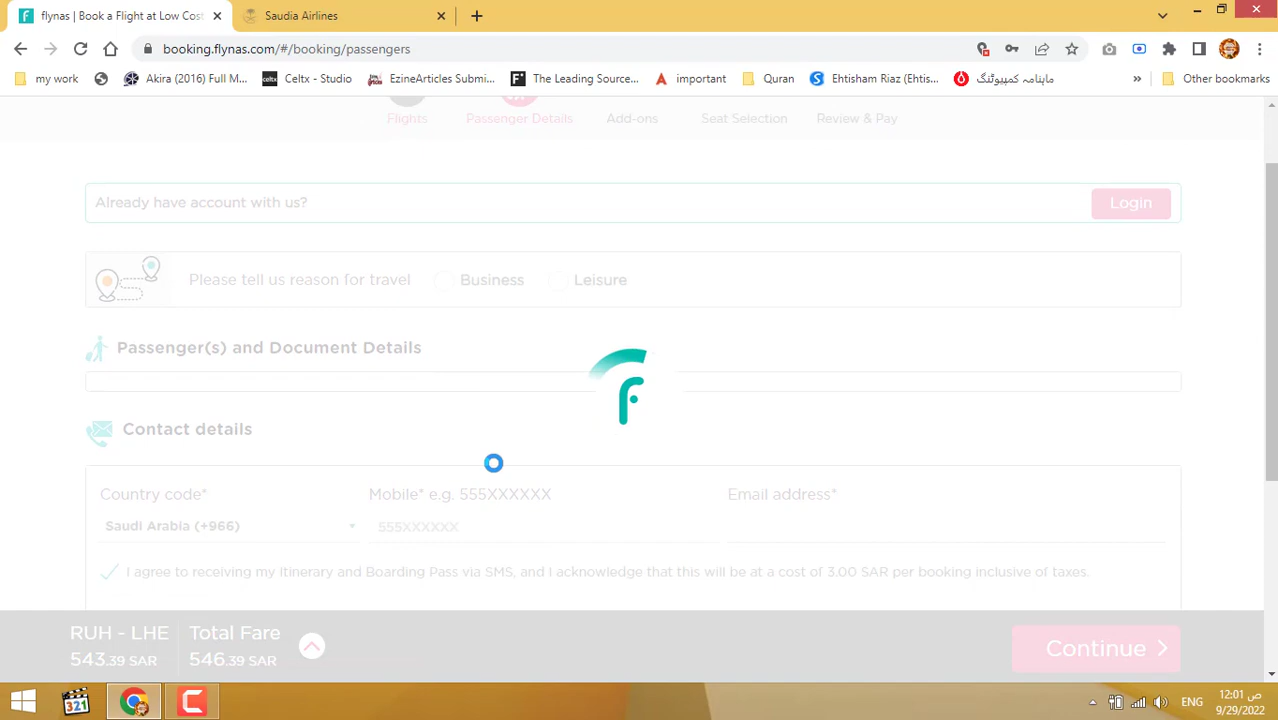 flynas | Book a Flight at Low Cost
Saudia Airlines
booking.flynas.com/#/booking/passengers
my work
Akira (2016) Full M...
celtx
Celtx - Studio
EzineArticles Submi...
The Leading Source...
important
Quran
Ehtisham Riaz (Ehtis...
ماہنامہ کمپیوٹنگ
»
Other bookmarks
Flights
Passenger Details
Add-ons
Seat Selection
Review & Pay
Already have account with us?
Login
Please tell us reason for travel
Business
Leisure
Passenger(s) and Document Details
Contact details
Country code*
Mobile* e.g. 555XXXXXX
Email address*
Saudi Arabia (+966)
555XXXXXX
I agree to receiving my Itinerary and Boarding Pass via SMS, and I acknowledge that this will be at a cost of 3.00 SAR per booking inclusive of taxes.
RUH - LHE
Total Fare
543.39 SAR
546.39 SAR
Continue
321
ENG
12:01 ص
9/29/2022